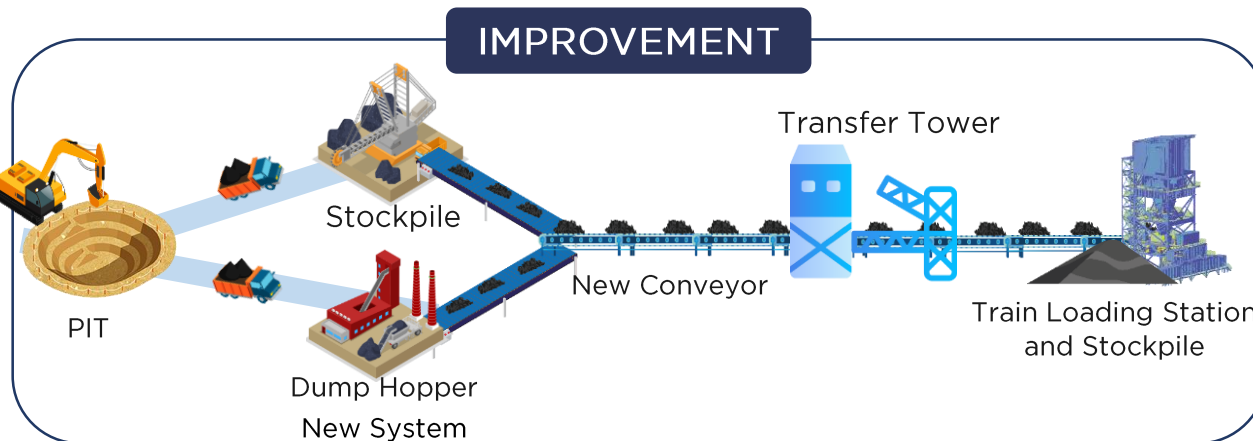 IMPROVEMENT
Transfer Tower
Stockpile
New Conveyor
PIT
Train Loading Station
and Stockpile
Dump Hopper
New System